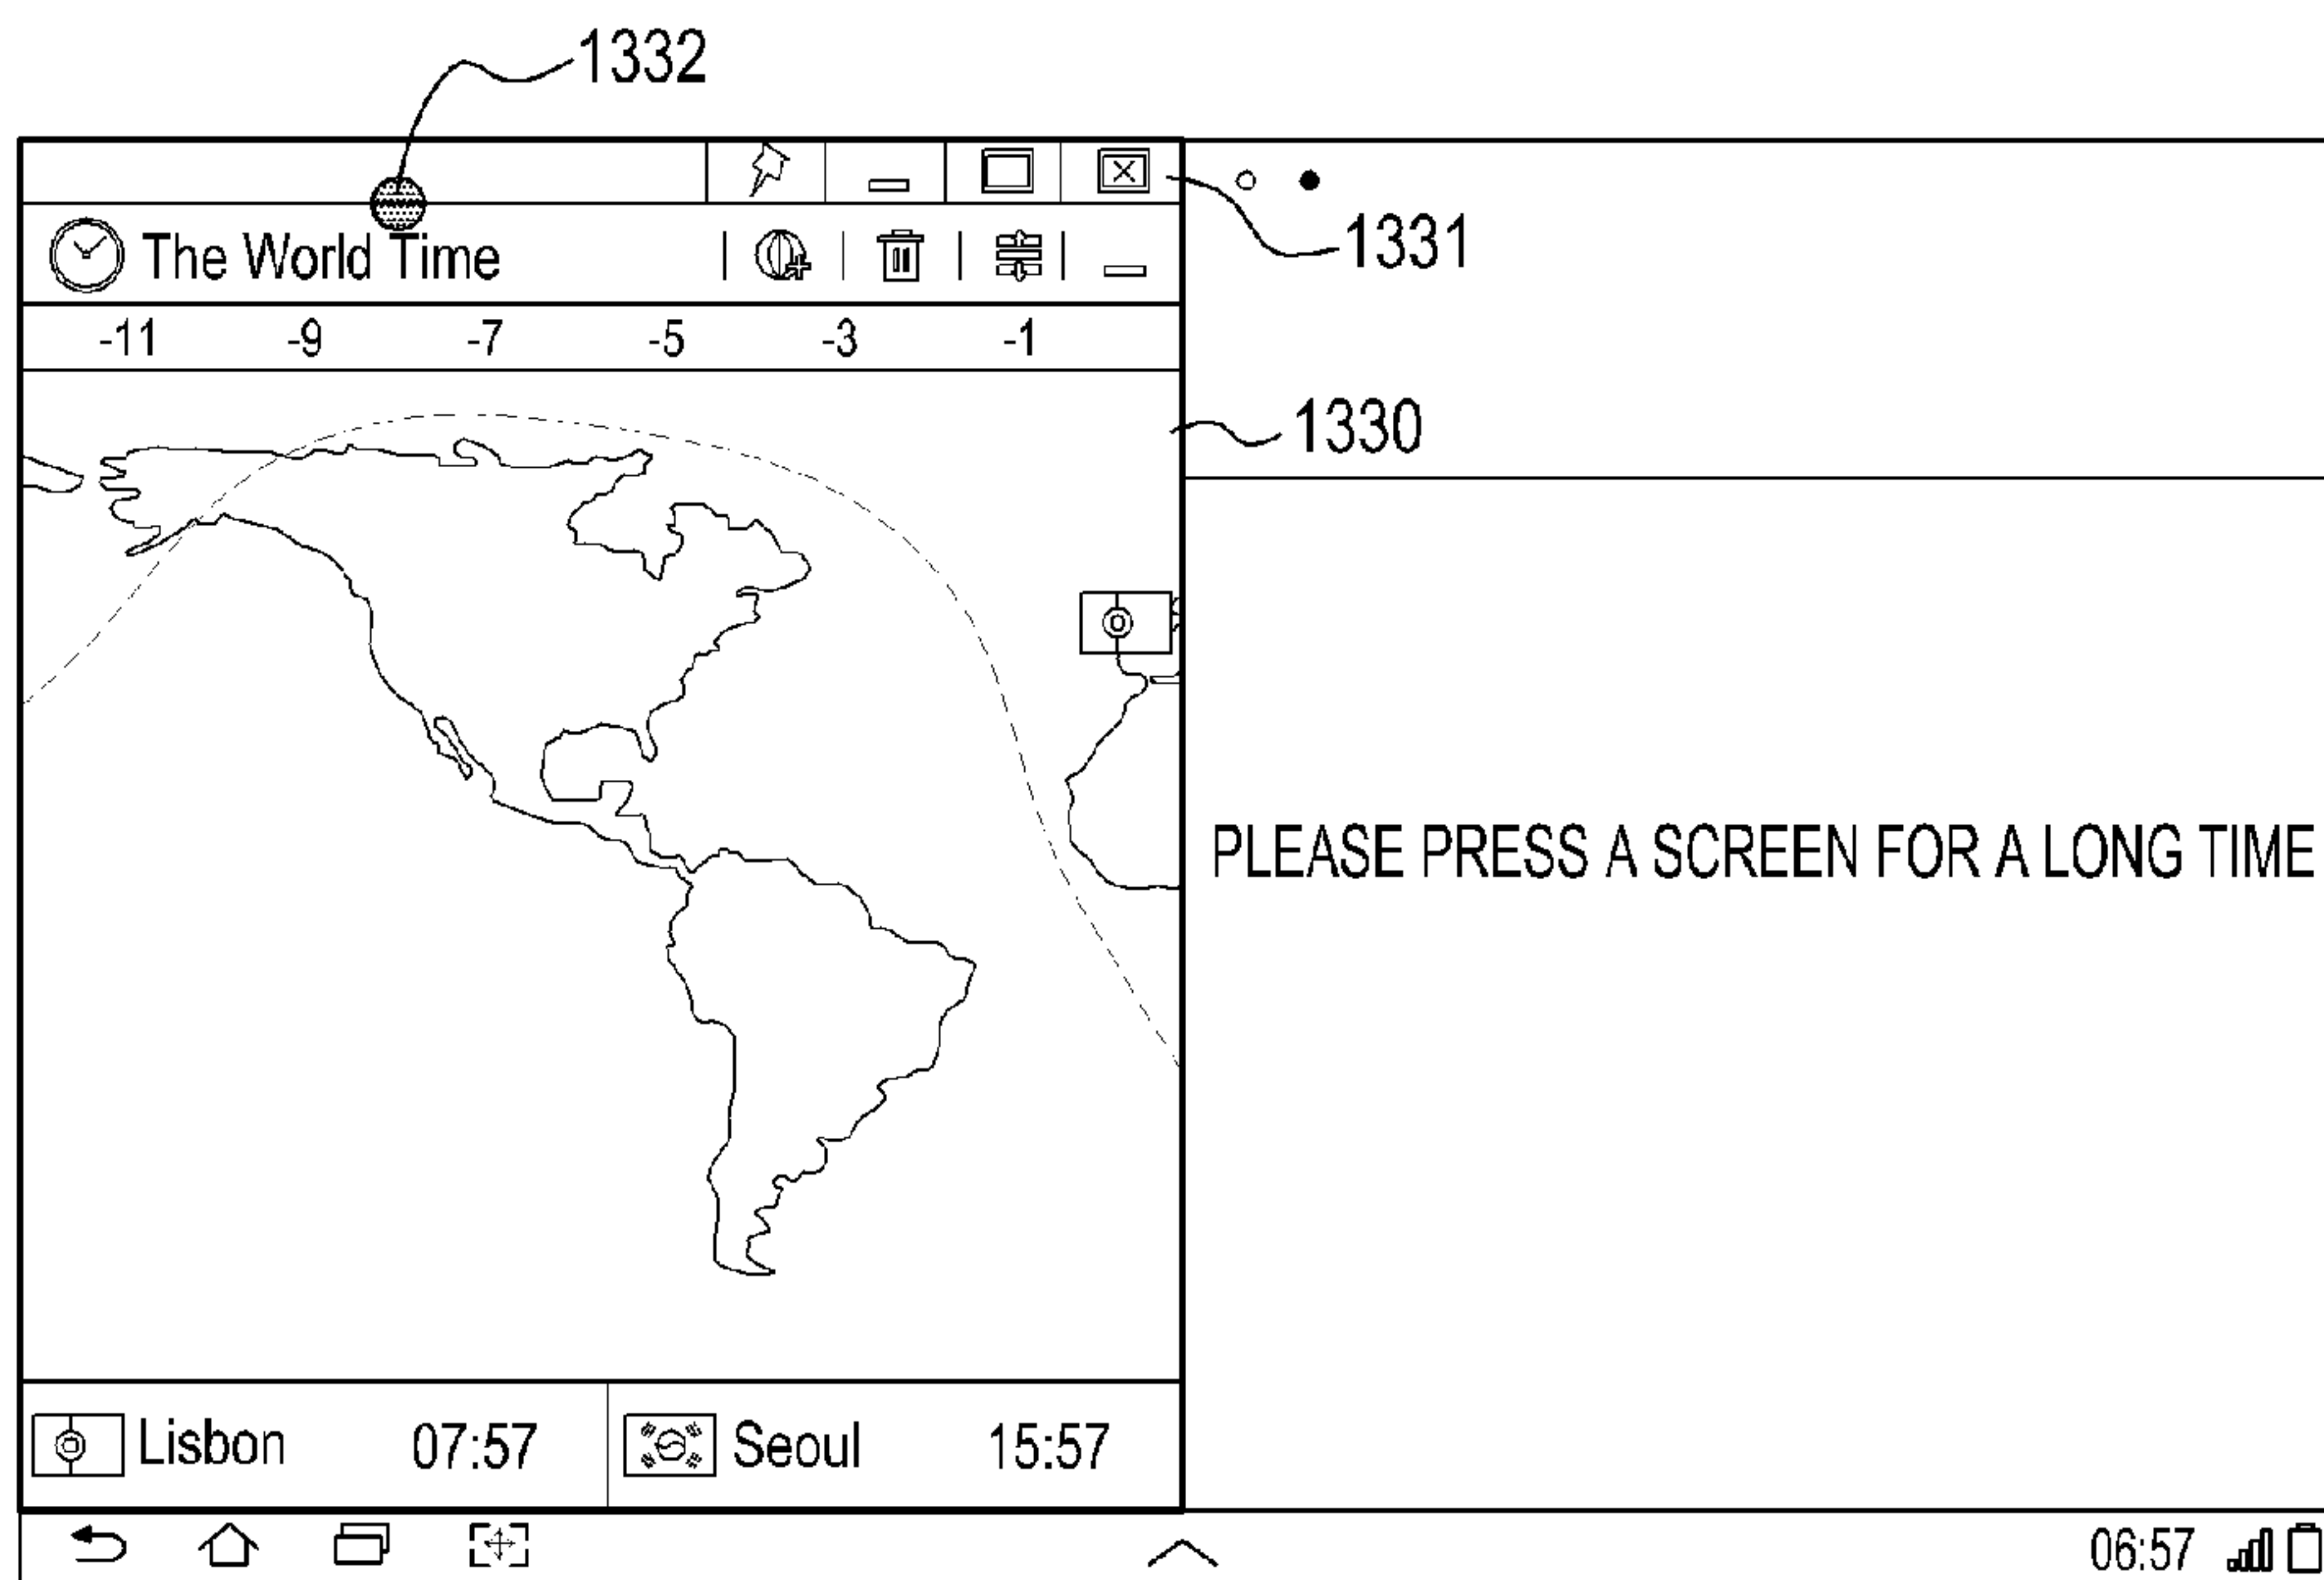 1332
1331
The World Time
-11 -9 -7 -5 -3 -1
1330
PLEASE PRESS A SCREEN FOR A LONG TIME
Lisbon 07:57 Seoul 15:57
06:57